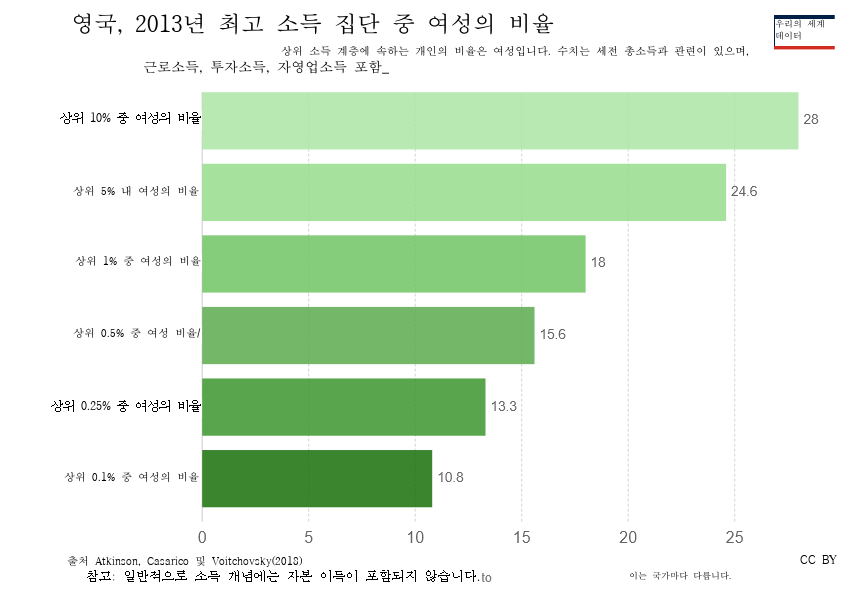 영국, 2013년 최고 소득 집단 중 여성의 비율
우리의 세계
데이터
상위 소득 계층에 속하는 개인의 비율은 여성입니다. 수치는 세전 총소득과 관련이 있으며,
근로소득, 투자소득, 자영업소득 포함_
상위 10% 중 여성의 비율
28
상위 5% 내 여성의 비율
24.6
상위 1% 중 여성의 비율
18
상위 0.5% 중 여성 비율/
15.6
상위 0.25% 중 여성의 비율
13.3
상위 0.1% 중 여성의 비율
10.8
0 5 10 15 20 25
출처 Atkinson, Casarico 및 Voitchovsky(2018)
CC BY
참고: 일반적으로 소득 개념에는 자본 이득이 포함되지 않습니다.to
이는 국가마다 다릅니다.